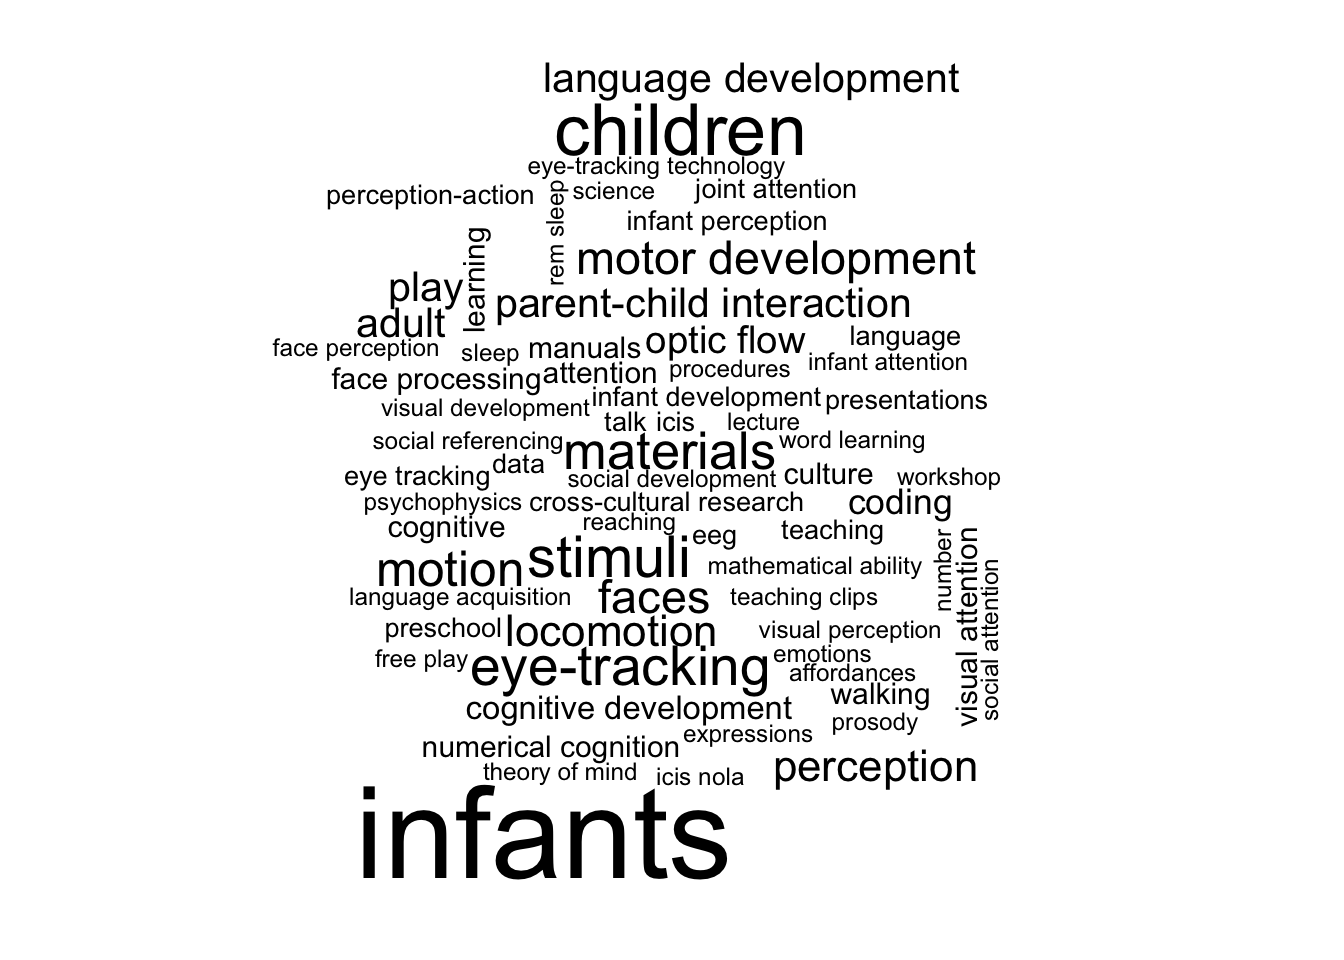 language development
children
eye-tracking technology
perception-action
rem sleep
science
joint attention
infant perception
learning
motor development
play
parent-child interaction
adult
optic flow
language
face perception
sleep
manuals
infant attention
face processing
attention
procedures
visual development
infant development
presentations
talk icis
lecture
social referencing
materials
word learning
eye tracking
data
social development
culture
workshop
psychophysics
cross-cultural research
coding
cognitive
reaching
eeg
teaching
motion
stimuli
mathematical ability
number
visual attention
social attention
language acquisition
faces
teaching clips
preschool
locomotion
visual perception
free play
eye-tracking
emotions
affordances
walking
cognitive development
prosody
numerical cognition
expressions
theory of mind
icis nola
perception
infants